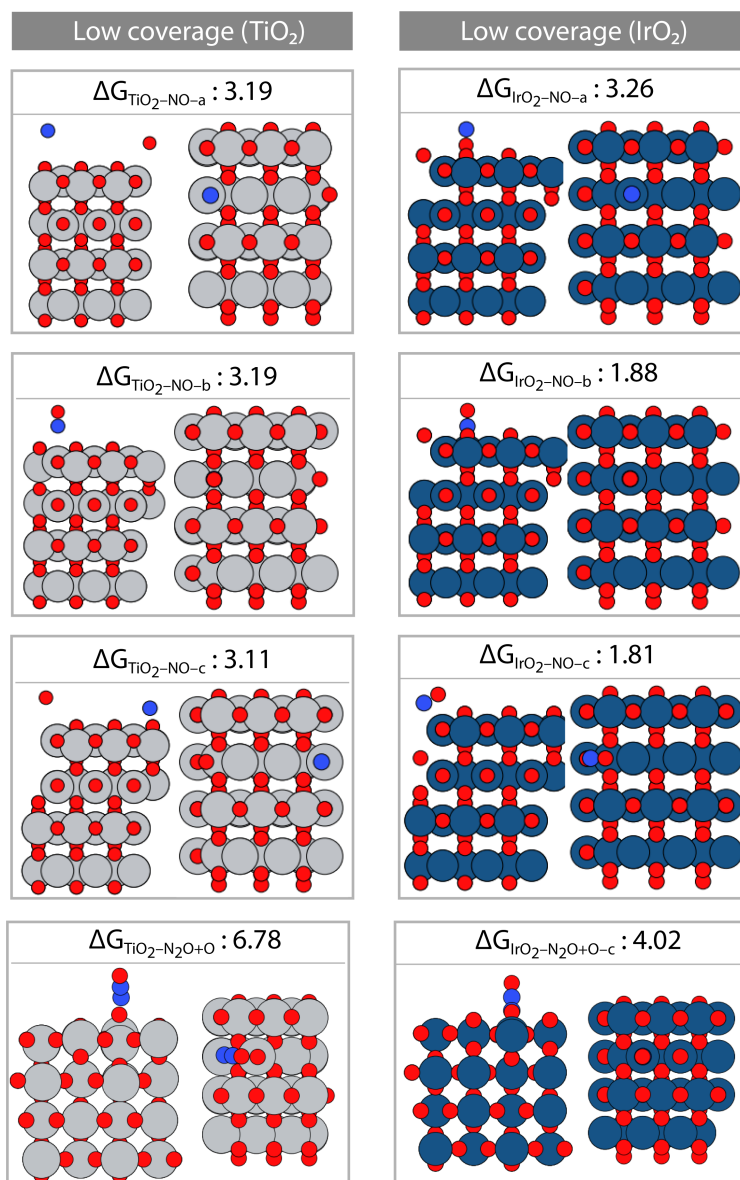 Low coverage (TiO₂)
Low coverage (IrO₂)
ΔG_TiO₂–NO–a : 3.19
ΔG_IrO₂–NO–a : 3.26
ΔG_TiO₂–NO–b : 3.19
ΔG_IrO₂–NO–b : 1.88
ΔG_TiO₂–NO–c : 3.11
ΔG_IrO₂–NO–c : 1.81
ΔG_TiO₂–N₂O+O : 6.78
ΔG_IrO₂–N₂O+O–c : 4.02